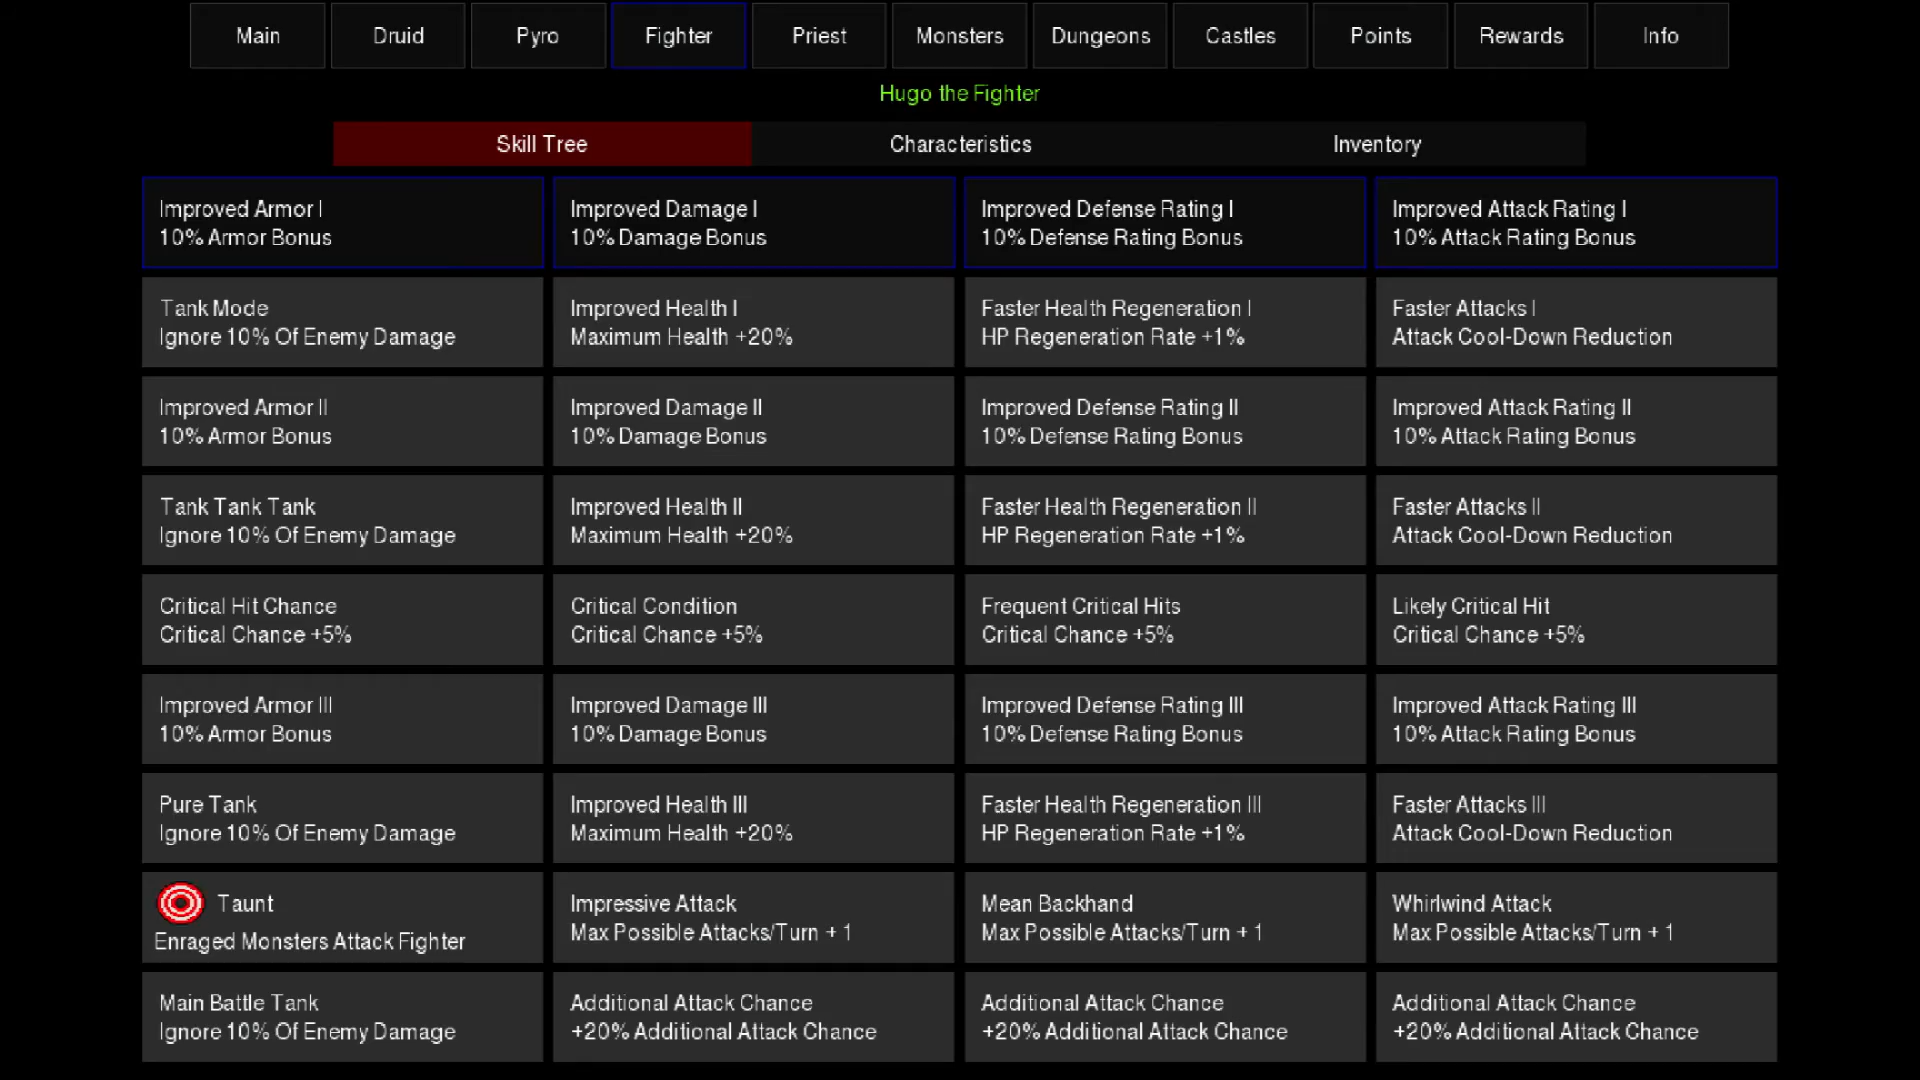 Main
Druid
Pyro
Fighter
Priest
Monsters
Dungeons
Castles
Points
Rewards
Info
Hugo the Fighter
Skill Tree
Characteristics
Inventory
Improved Armor I
10% Armor Bonus
Improved Damage I
10% Damage Bonus
Improved Defense Rating I
10% Defense Rating Bonus
Improved Attack Rating I
10% Attack Rating Bonus
Tank Mode
Ignore 10% Of Enemy Damage
Improved Health I
Maximum Health +20%
Faster Health Regeneration I
HP Regeneration Rate +1%
Faster Attacks I
Attack Cool-Down Reduction
Improved Armor II
10% Armor Bonus
Improved Damage II
10% Damage Bonus
Improved Defense Rating II
10% Defense Rating Bonus
Improved Attack Rating II
10% Attack Rating Bonus
Tank Tank Tank
Ignore 10% Of Enemy Damage
Improved Health II
Maximum Health +20%
Faster Health Regeneration II
HP Regeneration Rate +1%
Faster Attacks II
Attack Cool-Down Reduction
Critical Hit Chance
Critical Chance +5%
Critical Condition
Critical Chance +5%
Frequent Critical Hits
Critical Chance +5%
Likely Critical Hit
Critical Chance +5%
Improved Armor III
10% Armor Bonus
Improved Damage III
10% Damage Bonus
Improved Defense Rating III
10% Defense Rating Bonus
Improved Attack Rating III
10% Attack Rating Bonus
Pure Tank
Ignore 10% Of Enemy Damage
Improved Health III
Maximum Health +20%
Faster Health Regeneration III
HP Regeneration Rate +1%
Faster Attacks III
Attack Cool-Down Reduction
Taunt
Enraged Monsters Attack Fighter
Impressive Attack
Max Possible Attacks/Turn + 1
Mean Backhand
Max Possible Attacks/Turn + 1
Whirlwind Attack
Max Possible Attacks/Turn + 1
Main Battle Tank
Ignore 10% Of Enemy Damage
Additional Attack Chance
+20% Additional Attack Chance
Additional Attack Chance
+20% Additional Attack Chance
Additional Attack Chance
+20% Additional Attack Chance